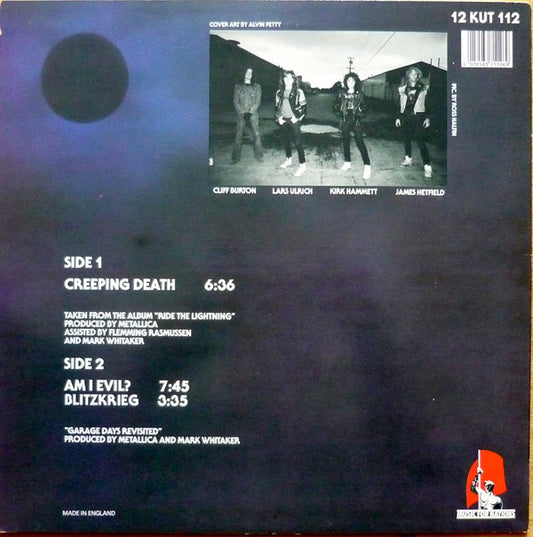 COVER ART BY ALVIN PETTY
12 KUT 112
PIC. BY ROSS HALFIN
CLIFF BURTON LARS ULRICH KIRK HAMMETT JAMES HETFIELD
SIDE 1
CREEPING DEATH 6:36
TAKEN FROM THE ALBUM "RIDE THE LIGHTNING"
PRODUCED BY METALLICA
ASSISTED BY FLEMMING RASMUSSEN
AND MARK WHITAKER
SIDE 2
AM I EVIL? 7:45
BLITZKRIEG 3:35
"GARAGE DAYS REVISITED"
PRODUCED BY METALLICA AND MARK WHITAKER
MUSIC FOR NATIONS
MADE IN ENGLAND